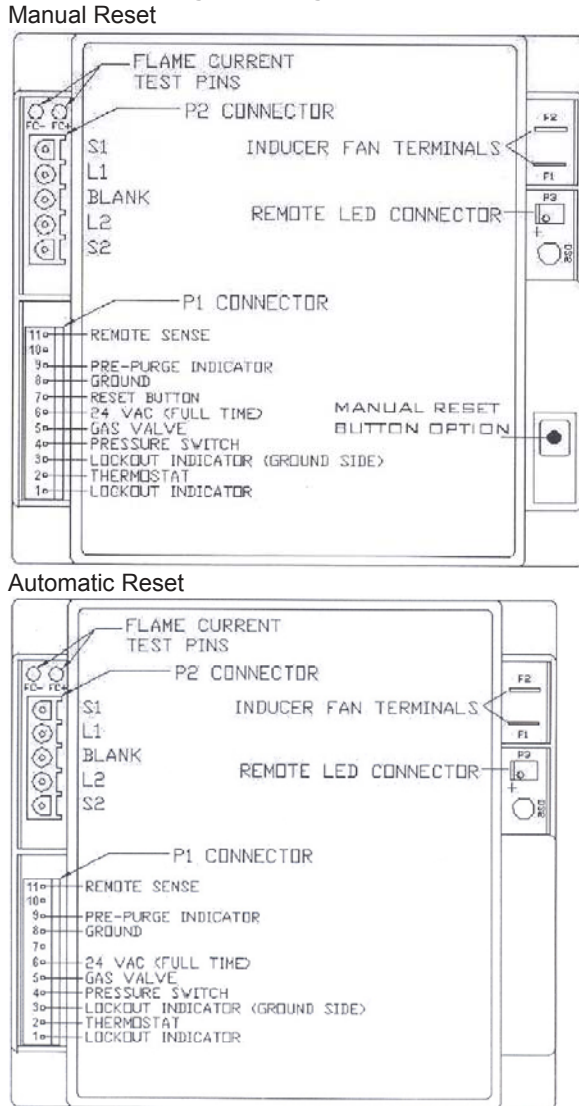 Manual Reset
FLAME CURRENT
TEST PINS
FC- FC+
P2 CONNECTOR
S1
L1
BLANK
L2
S2
INDUCER FAN TERMINALS
F2
F1
REMOTE LED CONNECTOR
P3
+
DS8
P1 CONNECTOR
11 REMOTE SENSE
10
9 PRE-PURGE INDICATOR
8 GROUND
7 RESET BUTTON
6 24 VAC (FULL TIME)
5 GAS VALVE
4 PRESSURE SWITCH
3 LOCKOUT INDICATOR (GROUND SIDE)
2 THERMOSTAT
1 LOCKOUT INDICATOR
MANUAL RESET
BUTTON OPTION
Automatic Reset
FLAME CURRENT
TEST PINS
FC- FC+
P2 CONNECTOR
S1
L1
BLANK
L2
S2
INDUCER FAN TERMINALS
F2
F1
REMOTE LED CONNECTOR
P3
+
DS8
P1 CONNECTOR
11 REMOTE SENSE
10
9 PRE-PURGE INDICATOR
8 GROUND
7
6 24 VAC (FULL TIME)
5 GAS VALVE
4 PRESSURE SWITCH
3 LOCKOUT INDICATOR (GROUND SIDE)
2 THERMOSTAT
1 LOCKOUT INDICATOR